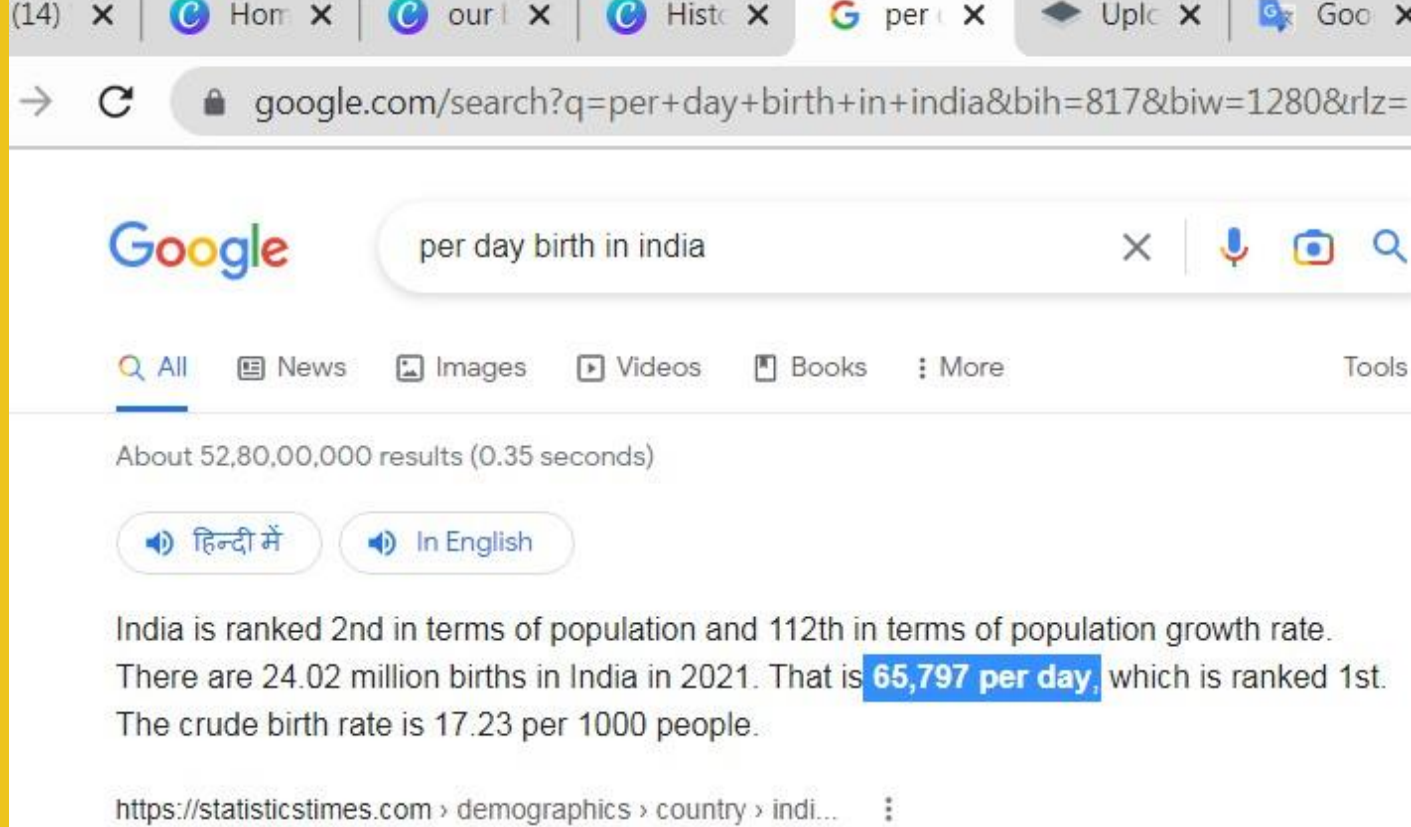 (14) Hom our Histo per Uplo Goo
google.com/search?q=per+day+birth+in+india&bih=817&biw=1280&rlz=
Google per day birth in india
All News Images Videos Books More Tools
About 52,80,00,000 results (0.35 seconds)
हिन्दी में In English
India is ranked 2nd in terms of population and 112th in terms of population growth rate.
There are 24.02 million births in India in 2021. That is 65,797 per day, which is ranked 1st.
The crude birth rate is 17.23 per 1000 people.
https://statisticstimes.com › demographics › country › indi...